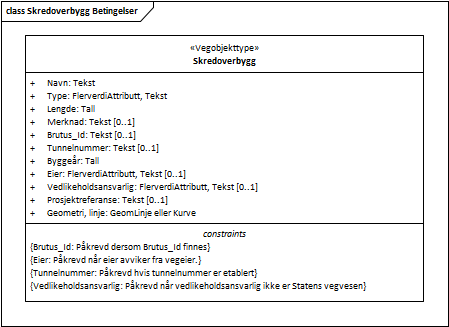 class Skredoverbygg Betingelser
«Vegobjekttype»
Skredoverbygg
+ Navn: Tekst
+ Type: FlerverdiAttributt, Tekst
+ Lengde: Tall
+ Merknad: Tekst [0..1]
+ Brutus_Id: Tekst [0..1]
+ Tunnelnummer: Tekst [0..1]
+ Byggeår: Tall
+ Eier: FlerverdiAttributt, Tekst [0..1]
+ Vedlikeholdsansvarlig: FlerverdiAttributt, Tekst [0..1]
+ Prosjektreferanse: Tekst [0..1]
+ Geometri, linje: GeomLinje eller Kurve
constraints
{Brutus_Id: Påkrevd dersom Brutus_Id finnes}
{Eier: Påkrevd når eier avviker fra vegeier.}
{Tunnelnummer: Påkrevd hvis tunnelnummer er etablert}
{Vedlikeholdsansvarlig: Påkrevd når vedlikeholdsansvarlig ikke er Statens vegvesen}